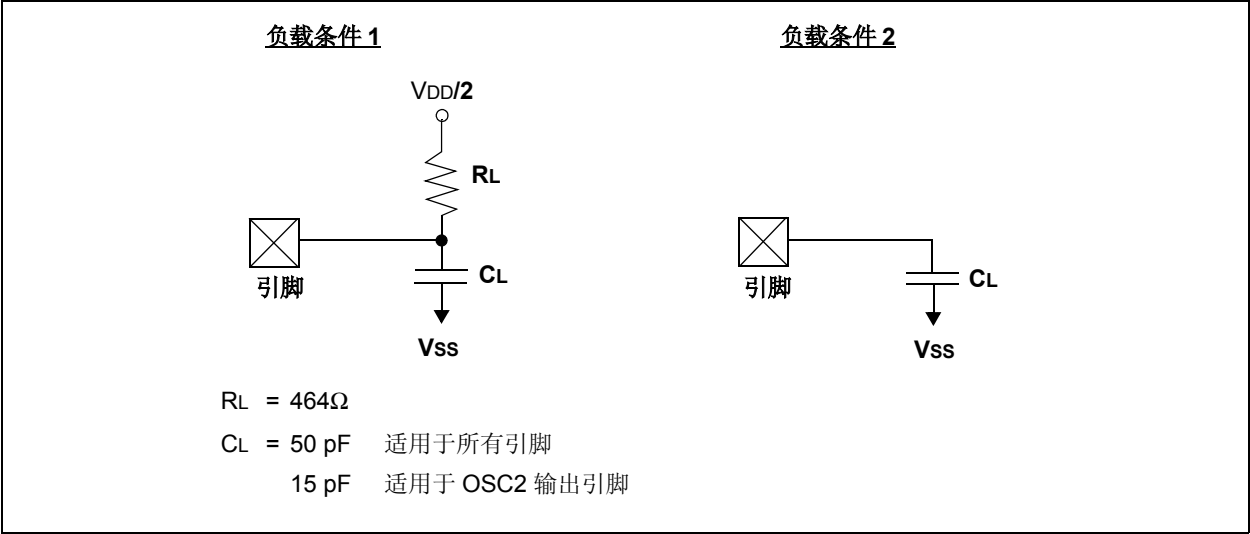 负载条件 1
负载条件 2
VDD/2
RL
CL
引脚
VSS
CL
引脚
VSS
RL = 464Ω
CL = 50 pF 适用于所有引脚
15 pF 适用于 OSC2 输出引脚